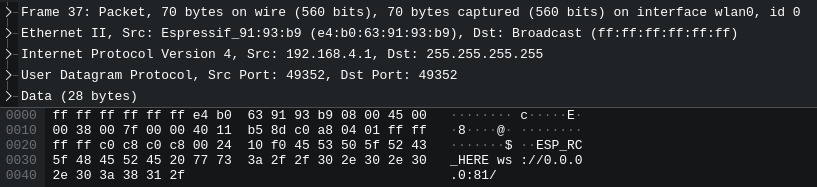 Frame 37: Packet, 70 bytes on wire (560 bits), 70 bytes captured (560 bits) on interface wlan0, id 0
Ethernet II, Src: Espressif_91:93:b9 (e4:b0:63:91:93:b9), Dst: Broadcast (ff:ff:ff:ff:ff:ff)
Internet Protocol Version 4, Src: 192.168.4.1, Dst: 255.255.255.255
User Datagram Protocol, Src Port: 49352, Dst Port: 49352
Data (28 bytes)
0000 ff ff ff ff ff ff e4 b0 63 91 93 b9 08 00 45 00 ········ c·····E·
0010 00 38 00 7f 00 00 40 11 b5 8d c0 a8 04 01 ff ff ·8····@· ········
0020 ff ff c0 c8 c0 c8 00 24 10 f0 45 53 50 5f 52 43 ·······$ ··ESP_RC
0030 5f 48 45 52 45 20 77 73 3a 2f 2f 30 2e 30 2e 30 _HERE ws ://0.0.0
0040 2e 30 3a 38 31 2f .0:81/